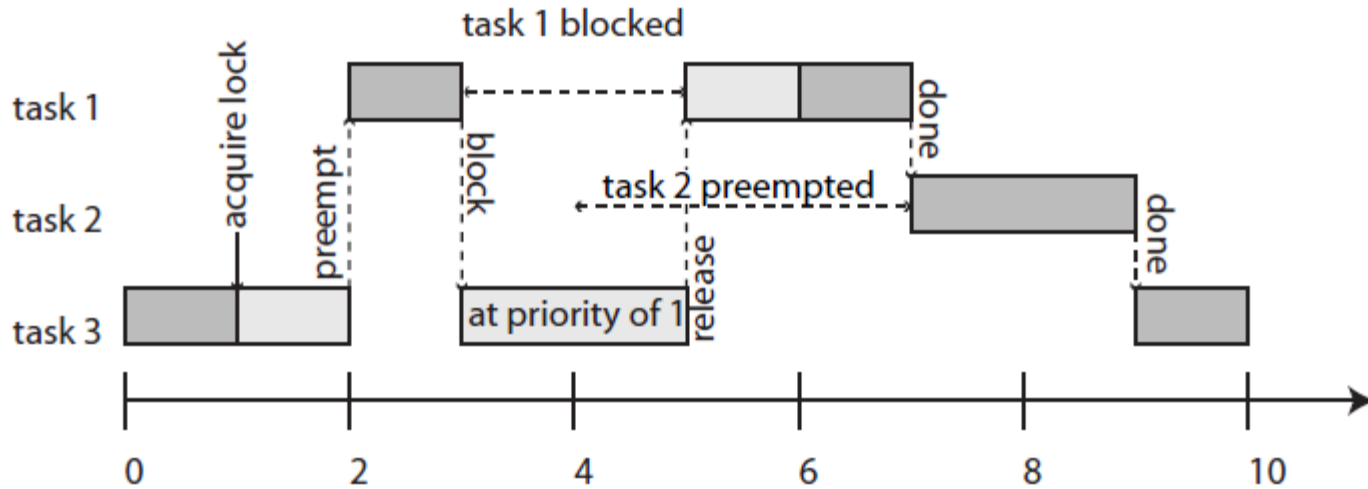 task 1 blocked
task 1
acquire lock
preempt
block
done
task 2 preempted
task 2
done
release
at priority of 1
task 3
0
2
4
6
8
10